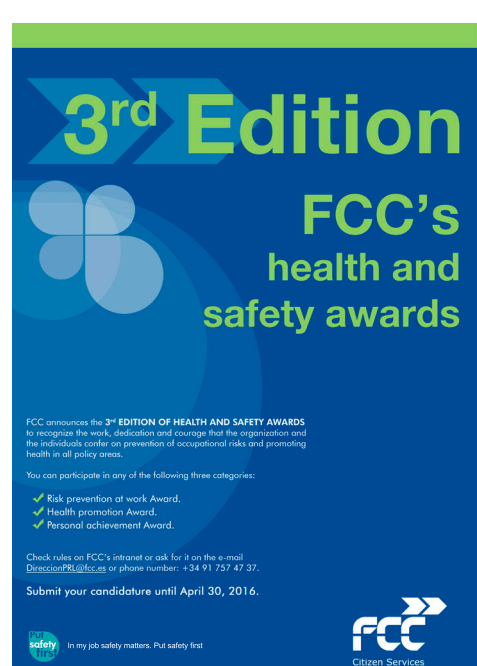 3rd Edition
FCC's
health and
safety awards
FCC announces the 3rd EDITION OF HEALTH AND SAFETY AWARDS
to recognize the work, dedication and courage that the organization and
the individuals confer on prevention of occupational risks and promoting
health in all policy areas.
You can participate in any of the following three categories:
Risk prevention at work Award.
Health promotion Award.
Personal achievement Award.
Check rules on FCC's intranet or ask for it on the e-mail
DireccionPRL@fcc.es or phone number: +34 91 757 47 37.
Submit your candidature until April 30, 2016.
Put
safety
first
In my job safety matters. Put safety first
FCC
Citizen Services